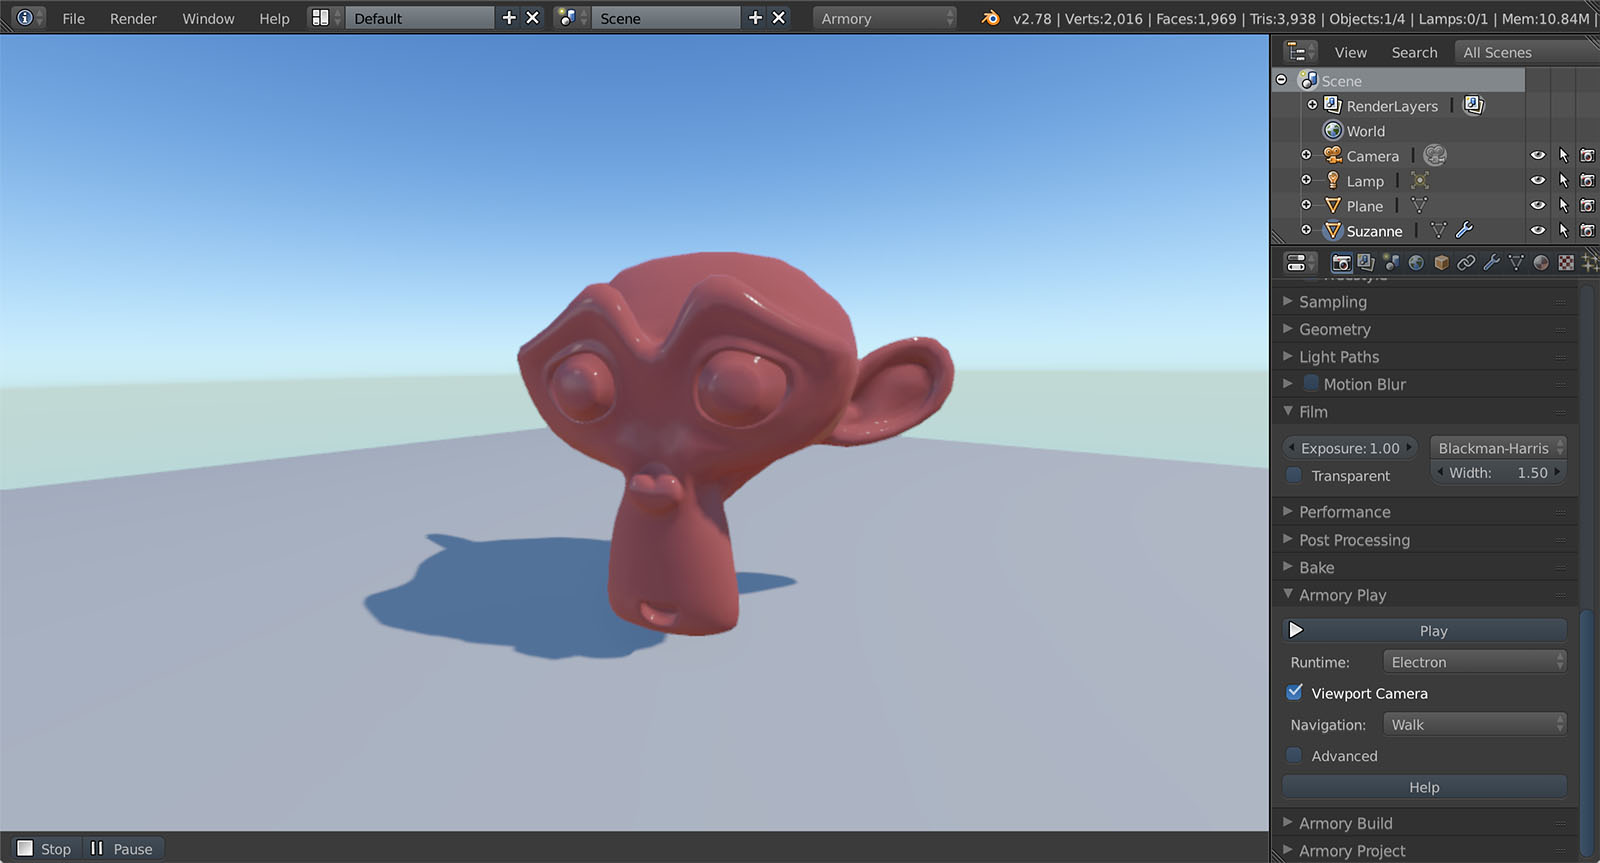 File Render Window Help Default Scene Armory v2.78 | Verts:2,016 | Faces:1,969 | Tris:3,938 | Objects:1/4 | Lamps:0/1 | Mem:10.84M |
View Search All Scenes
Scene
RenderLayers
World
Camera
Lamp
Plane
Suzanne
Sampling
Geometry
Light Paths
Motion Blur
Film
Exposure: 1.00 Blackman-Harris
Transparent Width: 1.50
Performance
Post Processing
Bake
Armory Play
Play
Runtime: Electron
Viewport Camera
Navigation: Walk
Advanced
Help
Armory Build
Armory Project
Stop Pause